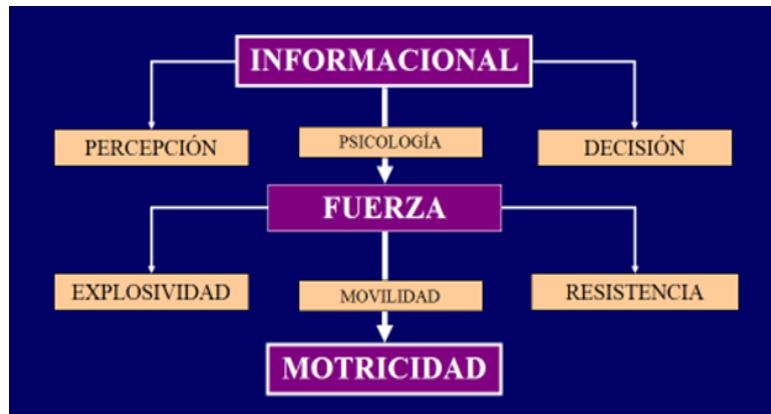 INFORMACIONAL
PERCEPCIÓN
PSICOLOGÍA
DECISIÓN
FUERZA
EXPLOSIVIDAD
MOVILIDAD
RESISTENCIA
MOTRICIDAD